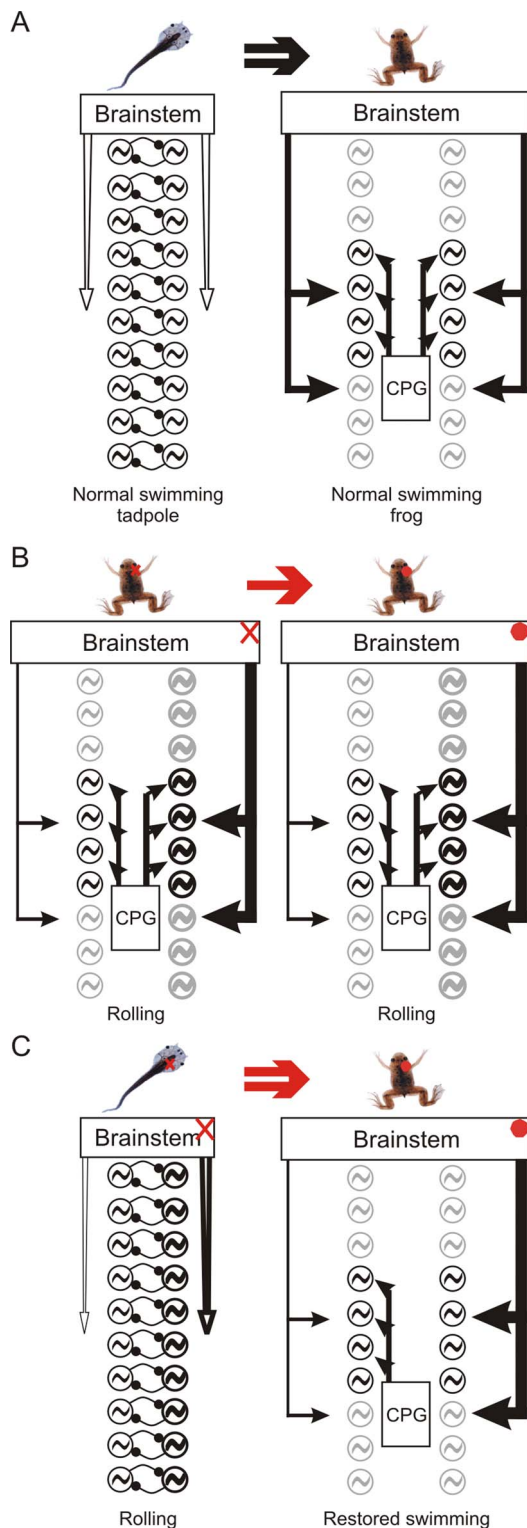 A
Brainstem
Brainstem
CPG
Normal swimming
tadpole
Normal swimming
frog
B
Brainstem
Brainstem
CPG
CPG
Rolling
Rolling
C
Brainstem
Brainstem
CPG
Rolling
Restored swimming